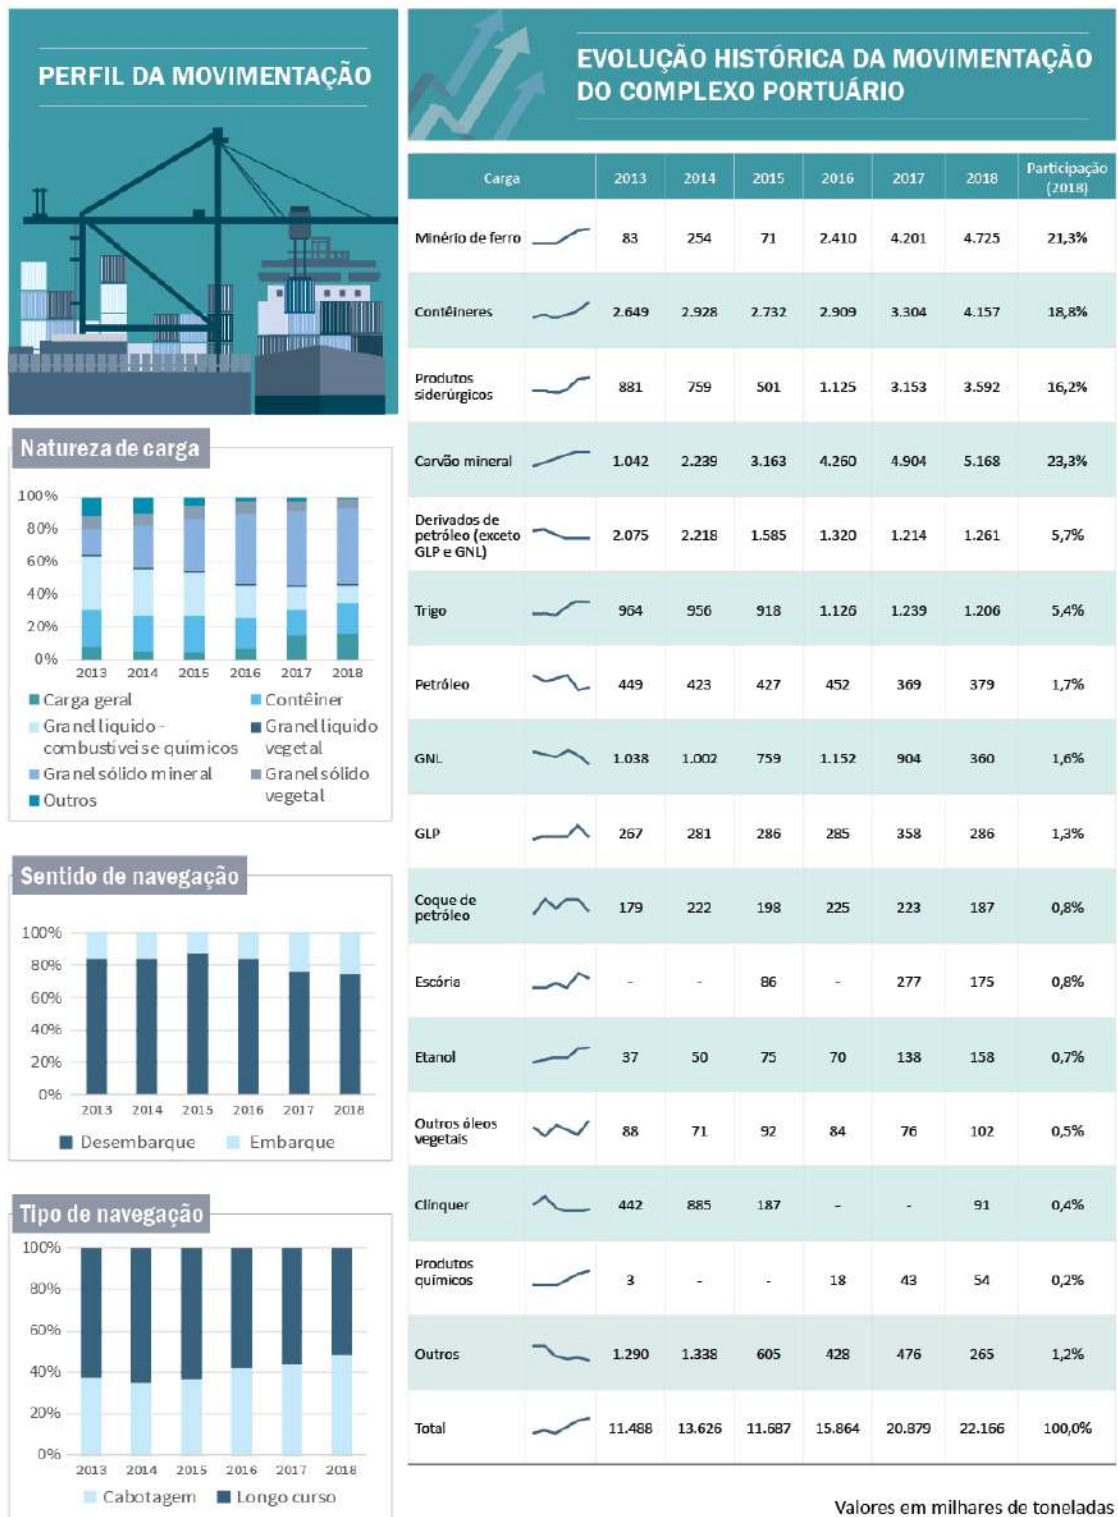 PERFIL DA MOVIMENTAÇÃO
Natureza de carga
100%
80%
60%
40%
20%
0%
2013 2014 2015 2016 2017 2018
Carga geral Contêiner
Granel líquido - Granel líquido
combustíveis e químicos vegetal
Granel sólido mineral Granel sólido
Outros vegetal
Sentido de navegação
100%
80%
60%
40%
20%
0%
2013 2014 2015 2016 2017 2018
Desembarque Embarque
Tipo de navegação
100%
80%
60%
40%
20%
0%
2013 2014 2015 2016 2017 2018
Cabotagem Longo curso
EVOLUÇÃO HISTÓRICA DA MOVIMENTAÇÃO
DO COMPLEXO PORTUÁRIO
Carga 2013 2014 2015 2016 2017 2018 Participação
(2018)
Minério de ferro 83 254 71 2.410 4.201 4.725 21,3%
Contêineres 2.649 2.928 2.732 2.909 3.304 4.157 18,8%
Produtos
siderúrgicos 881 759 501 1.125 3.153 3.592 16,2%
Carvão mineral 1.042 2.239 3.163 4.260 4.904 5.168 23,3%
Derivados de
petróleo (exceto 2.075 2.218 1.585 1.320 1.214 1.261 5,7%
GLP e GNL)
Trigo 964 956 918 1.126 1.239 1.206 5,4%
Petróleo 449 423 427 452 369 379 1,7%
GNL 1.038 1.002 759 1.152 904 360 1,6%
GLP 267 281 286 285 358 286 1,3%
Coque de
petróleo 179 222 198 225 223 187 0,8%
Escória - - 86 - 277 175 0,8%
Etanol 37 50 75 70 138 158 0,7%
Outros óleos
vegetais 88 71 92 84 76 102 0,5%
Clínquer 442 885 187 - - 91 0,4%
Produtos
químicos 3 - - 18 43 54 0,2%
Outros 1.290 1.338 605 428 476 265 1,2%
Total 11.488 13.626 11.687 15.864 20.879 22.166 100,0%
Valores em milhares de toneladas